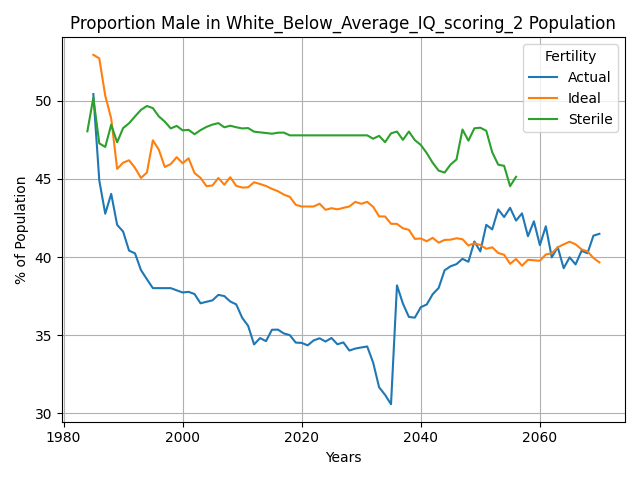 Proportion Male in White_Below_Average_IQ_scoring_2 Population
Fertility
Actual
Ideal
Sterile
% of Population
50
45
40
35
30
1980
2000
2020
2040
2060
Years